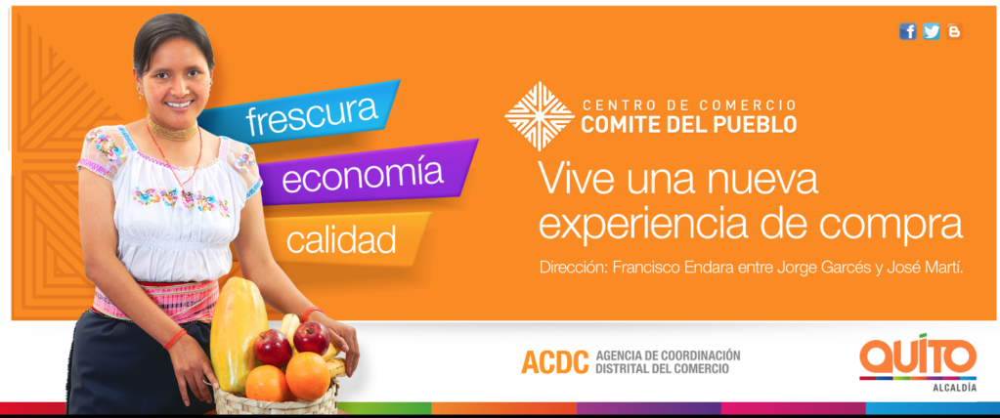 frescura
economía
calidad
CENTRO DE COMERCIO
COMITE DEL PUEBLO
Vive una nueva
experiencia de compra
Dirección: Francisco Endara entre Jorge Garcés y José Martí.
ACDC AGENCIA DE COORDINACIÓN
DISTRITAL DEL COMERCIO
QUÍTO
ALCALDÍA